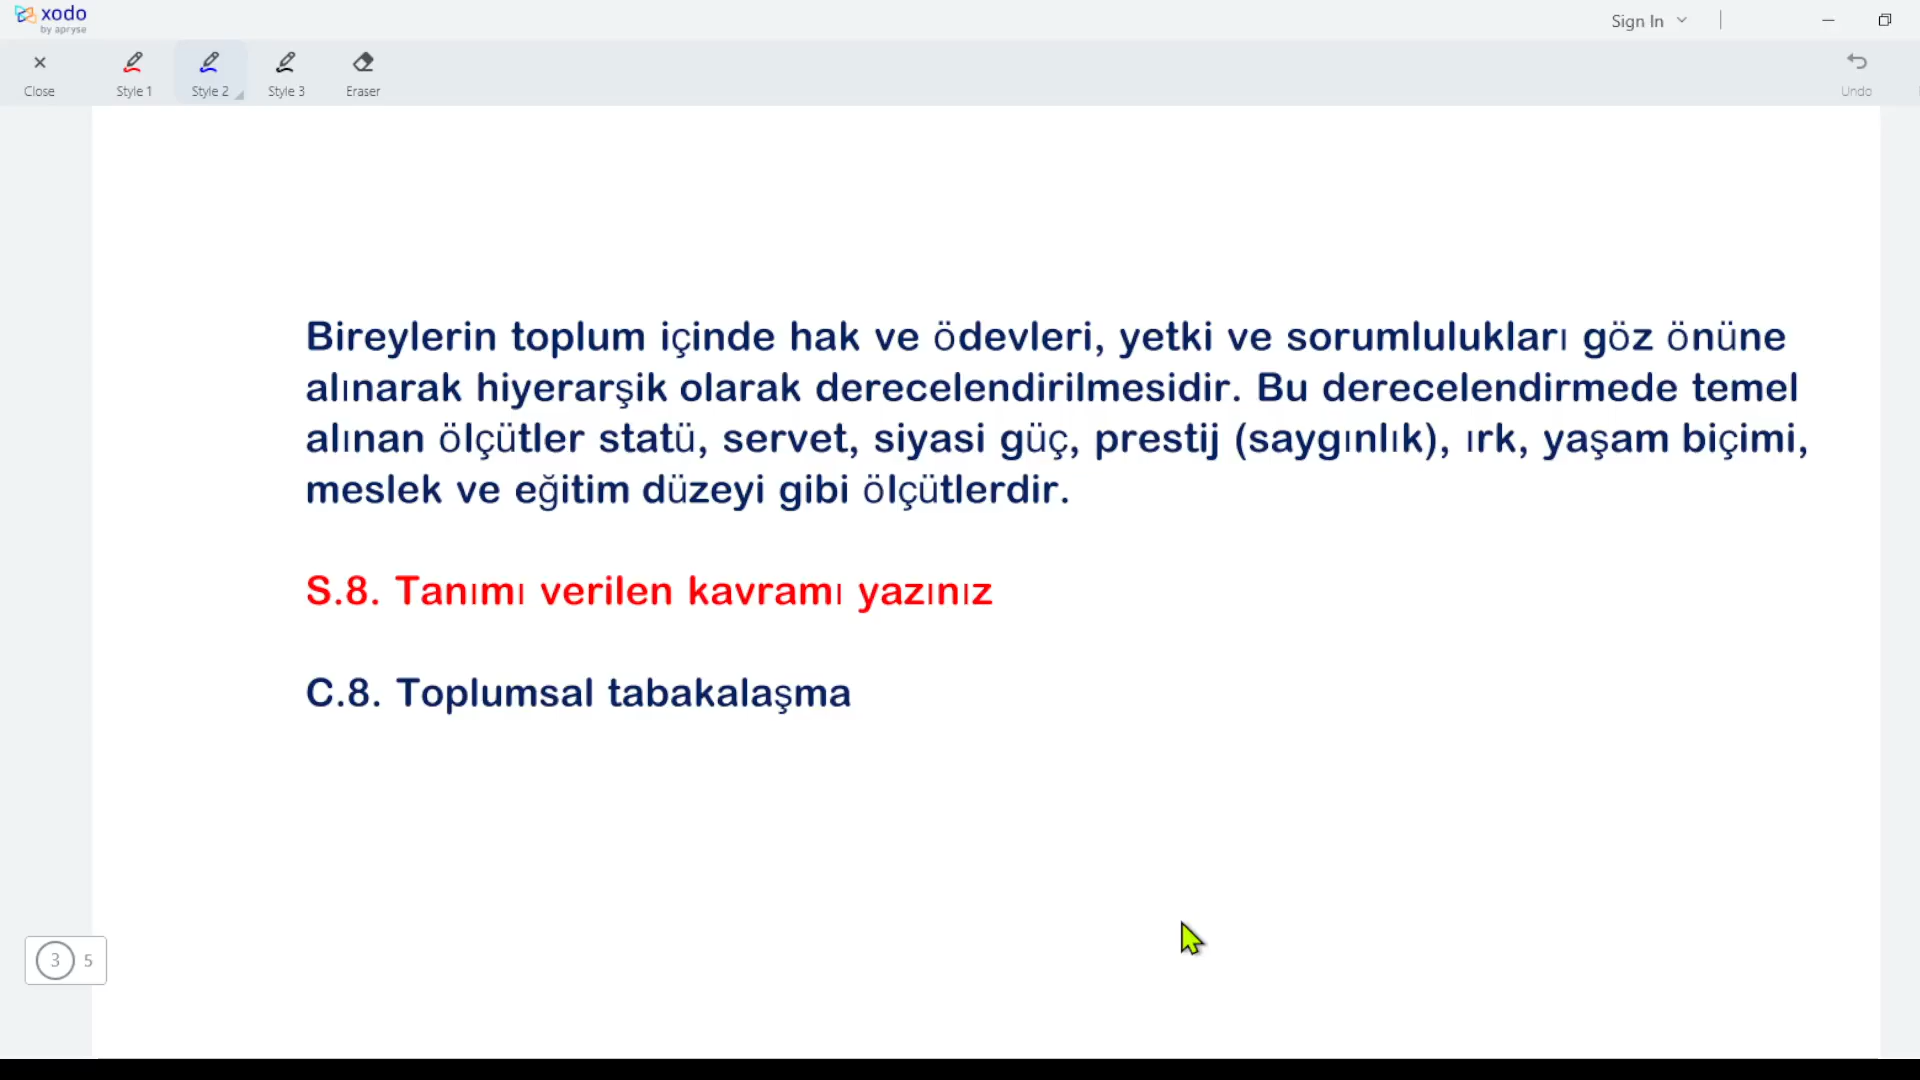 xodo
by apryse
Sign In
Close
Style 1
Style 2
Style 3
Eraser
Undo
Bireylerin toplum içinde hak ve ödevleri, yetki ve sorumlulukları göz önüne
alınarak hiyerarşik olarak derecelendirilmesidir. Bu derecelendirmede temel
alınan ölçütler statü, servet, siyasi güç, prestij (saygınlık), ırk, yaşam biçimi,
meslek ve eğitim düzeyi gibi ölçütlerdir.
S.8. Tanımı verilen kavramı yazınız
C.8. Toplumsal tabakalaşma
3 5